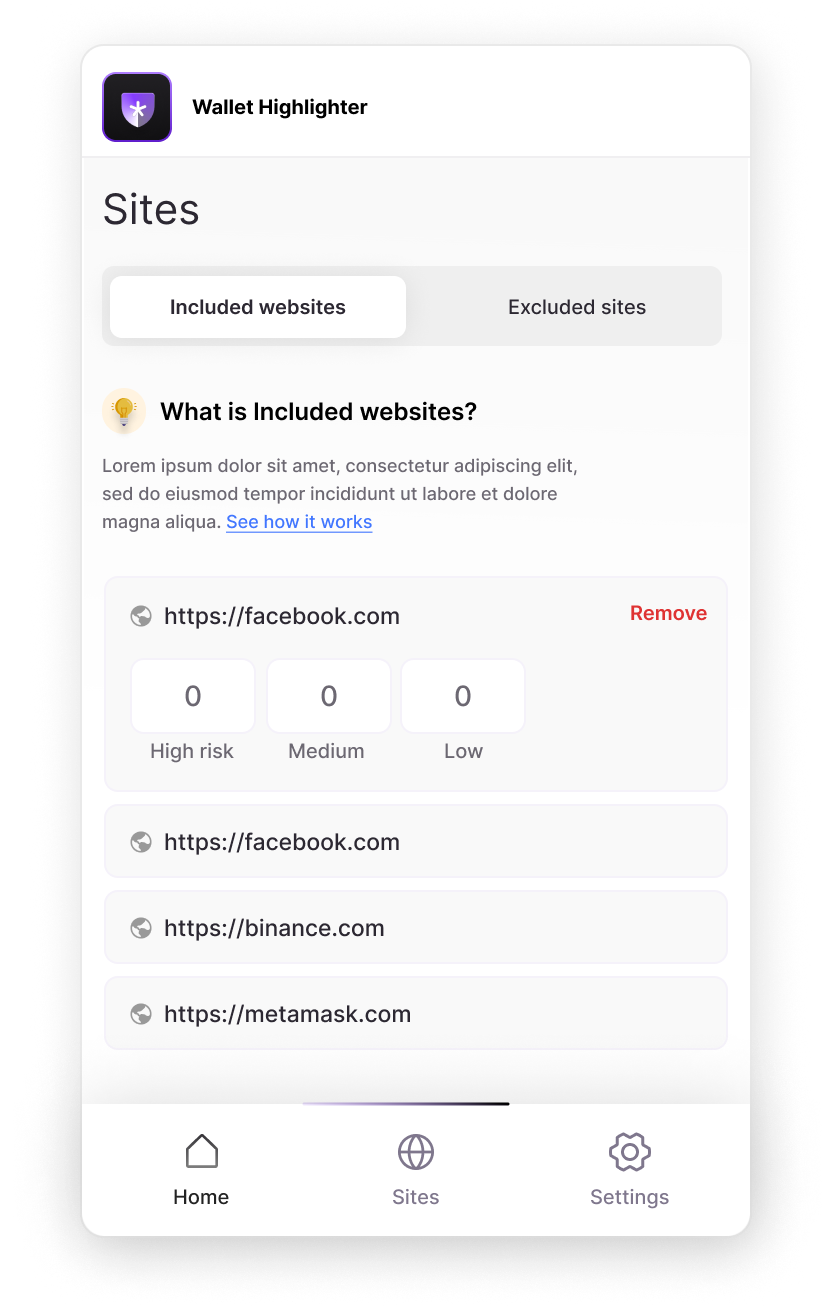 Wallet Highlighter
Sites
Included websites
Excluded sites
What is Included websites?
Lorem ipsum dolor sit amet, consectetur adipiscing elit,
sed do eiusmod tempor incididunt ut labore et dolore
magna aliqua. See how it works
https://facebook.com
Remove
0
0
0
High risk
Medium
Low
https://facebook.com
https://binance.com
https://metamask.com
Home
Sites
Settings